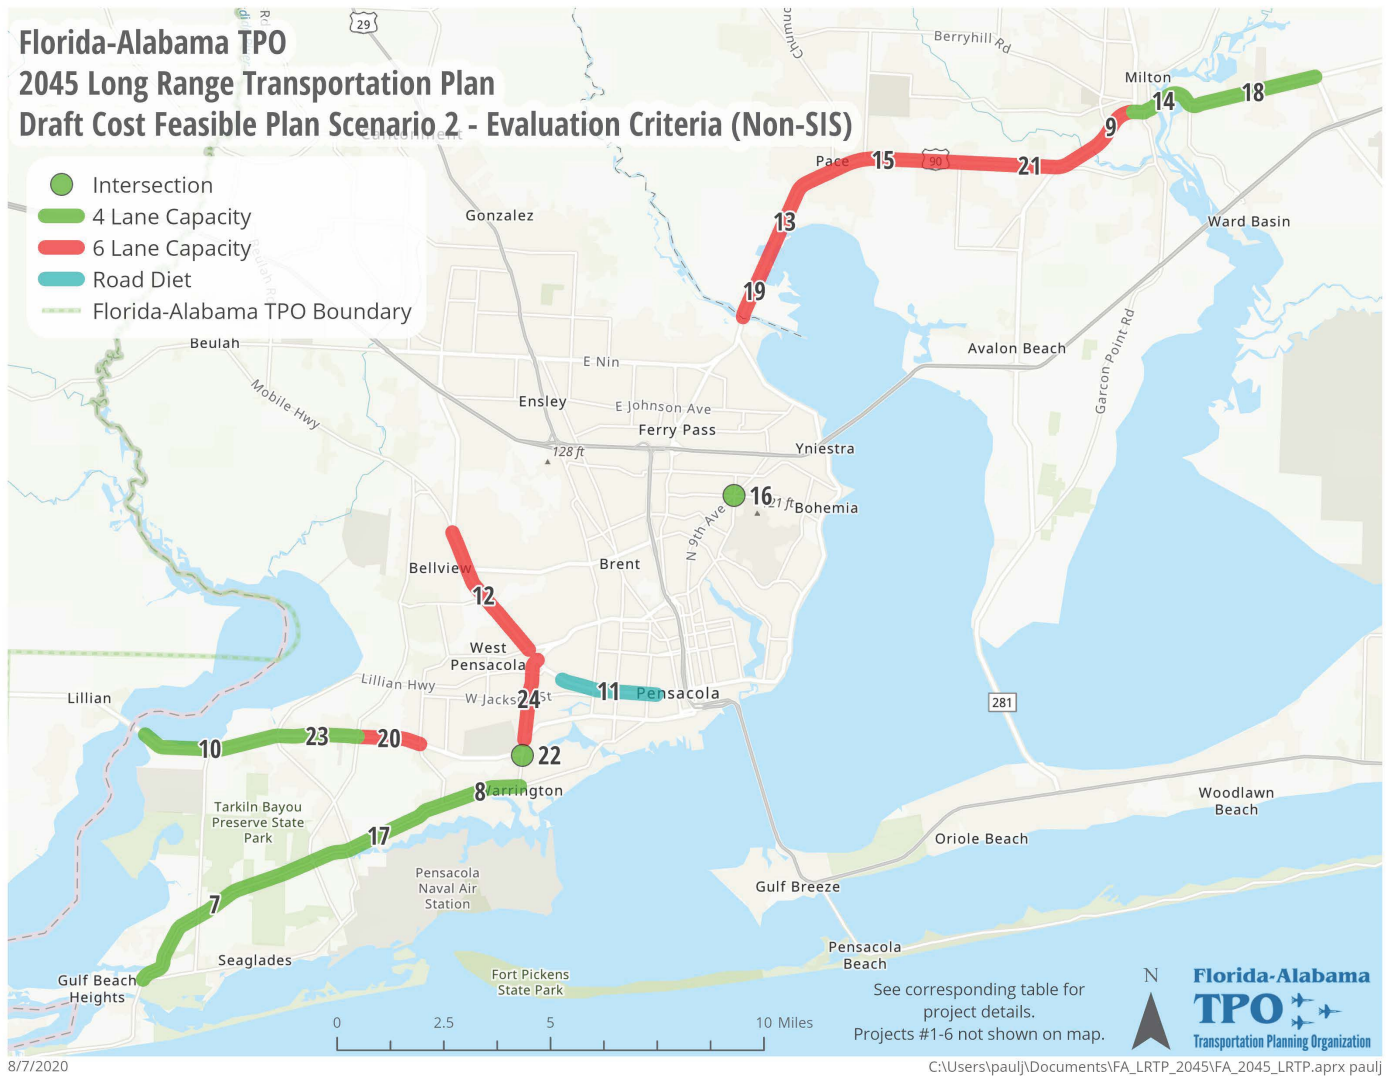 Florida-Alabama TPO
2045 Long Range Transportation Plan
Draft Cost Feasible Plan Scenario 2 - Evaluation Criteria (Non-SIS)
Intersection
4 Lane Capacity
6 Lane Capacity
Road Diet
Florida-Alabama TPO Boundary
29
Rd
Berryhill Rd
Milton
14
18
9
Pace
15
90
21
13
19
Ward Basin
Gonzalez
Beulah
E Nin
Avalon Beach
Garcon Point Rd
Mobile Hwy
Ensley
E Johnson Ave
Ferry Pass
128 ft
Yniestra
16
21 ft
Bohemia
N 9th Ave
Bellview
12
Brent
West
Pensacola
Lillian Hwy
W Jacks
st
24
11
Pensacola
Lillian
281
10
23
20
22
8
Warrington
Tarkiln Bayou
Preserve State
Park
17
7
Pensacola
Naval Air
Station
Woodlawn
Beach
Oriole Beach
Gulf Breeze
Pensacola
Beach
Seaglades
Gulf Beach
Heights
Fort Pickens
State Park
0
2.5
5
10 Miles
See corresponding table for
project details.
Projects #1-6 not shown on map.
N
Florida-Alabama
TPO
Transportation Planning Organization
8/7/2020
C:\Users\paulj\Documents\FA_LRTP_2045\FA_2045_LRTP.aprx paulj